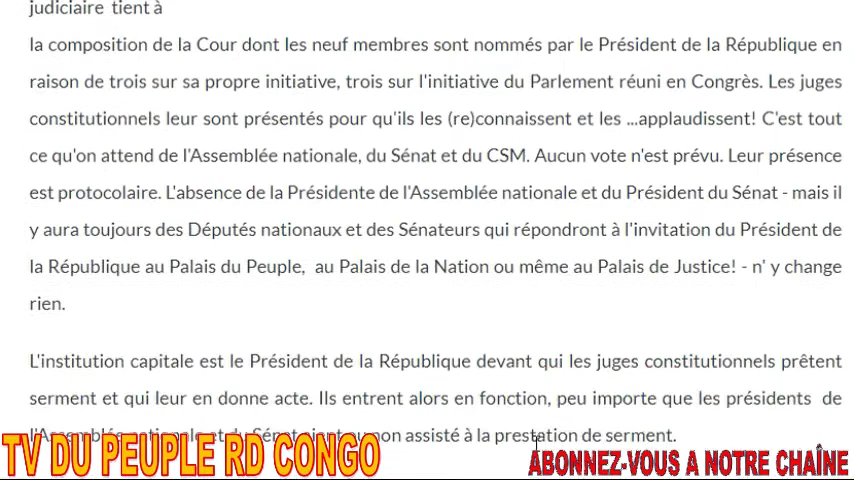 judiciaire tient à
la composition de la Cour dont les neuf membres sont nommés par le Président de la République en
raison de trois sur sa propre initiative, trois sur l'initiative du Parlement réuni en Congrès. Les juges
constitutionnels leur sont présentés pour qu'ils les (re)connaissent et les ...applaudissent! C'est tout
ce qu'on attend de l'Assemblée nationale, du Sénat et du CSM. Aucun vote n'est prévu. Leur présence
est protocolaire. L'absence de la Présidente de l'Assemblée nationale et du Président du Sénat - mais il
y aura toujours des Députés nationaux et des Sénateurs qui répondront à l'invitation du Président de
la République au Palais du Peuple, au Palais de la Nation ou même au Palais de Justice! - n' y change
rien.
L'institution capitale est le Président de la République devant qui les juges constitutionnels prêtent
serment et qui leur en donne acte. Ils entrent alors en fonction, peu importe que les présidents de
l'Assemblée nationale et du Sénat aient ou non assisté à la prestation de serment.
TV DU PEUPLE RD CONGO
ABONNEZ-VOUS A NOTRE CHAÎNE